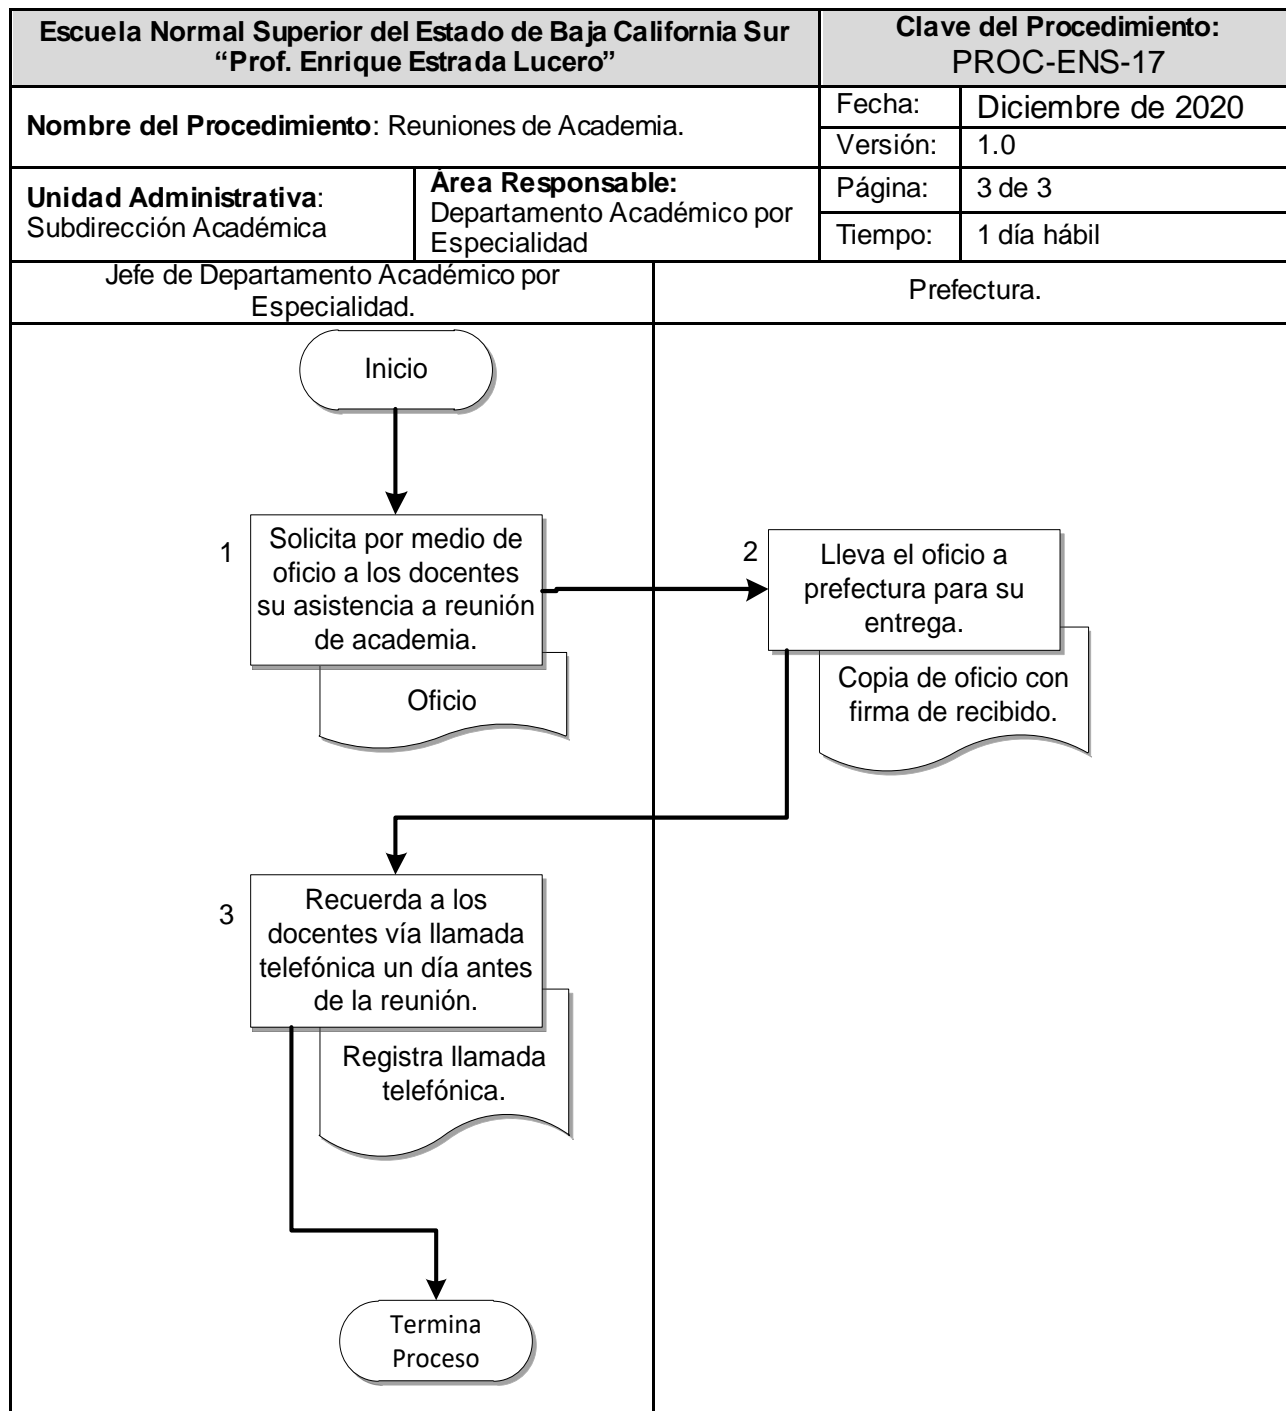 Escuela Normal Superior del Estado de Baja California Sur
“Prof. Enrique Estrada Lucero”
Clave del Procedimiento:
PROC-ENS-17
Nombre del Procedimiento: Reuniones de Academia.
Fecha:
Diciembre de 2020
Versión:
1.0
Unidad Administrativa:
Subdirección Académica
Área Responsable:
Departamento Académico por
Especialidad
Página:
3 de 3
Tiempo:
1 día hábil
Jefe de Departamento Académico por
Especialidad.
Prefectura.
Inicio
1
Solicita por medio de
oficio a los docentes
su asistencia a reunión
de academia.
Oficio
2
Lleva el oficio a
prefectura para su
entrega.
Copia de oficio con
firma de recibido.
3
Recuerda a los
docentes vía llamada
telefónica un día antes
de la reunión.
Registra llamada
telefónica.
Termina
Proceso